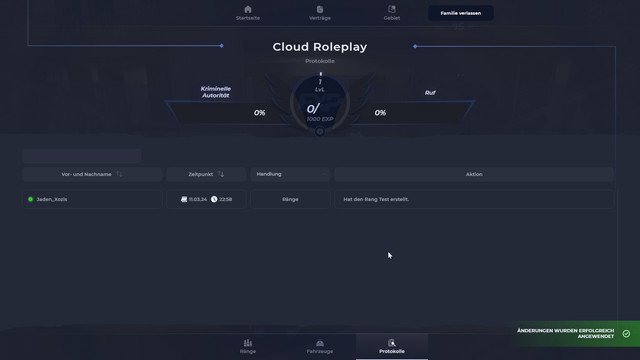 Startseite
Verträge
Gebiet
Familie verlassen
Cloud Roleplay
Protokolle
Kriminelle
Autorität
1
LvL
Ruf
0%
0/
1000 EXP
0%
Vor- und Nachname
Zeitpunkt
Handlung
Aktion
Jaden_Xosis
11.03.24
22:58
Ränge
Hat den Rang Test erstellt.
ÄNDERUNGEN WURDEN ERFOLGREICH
ANGEWENDET
Ränge
Fahrzeuge
Protokolle